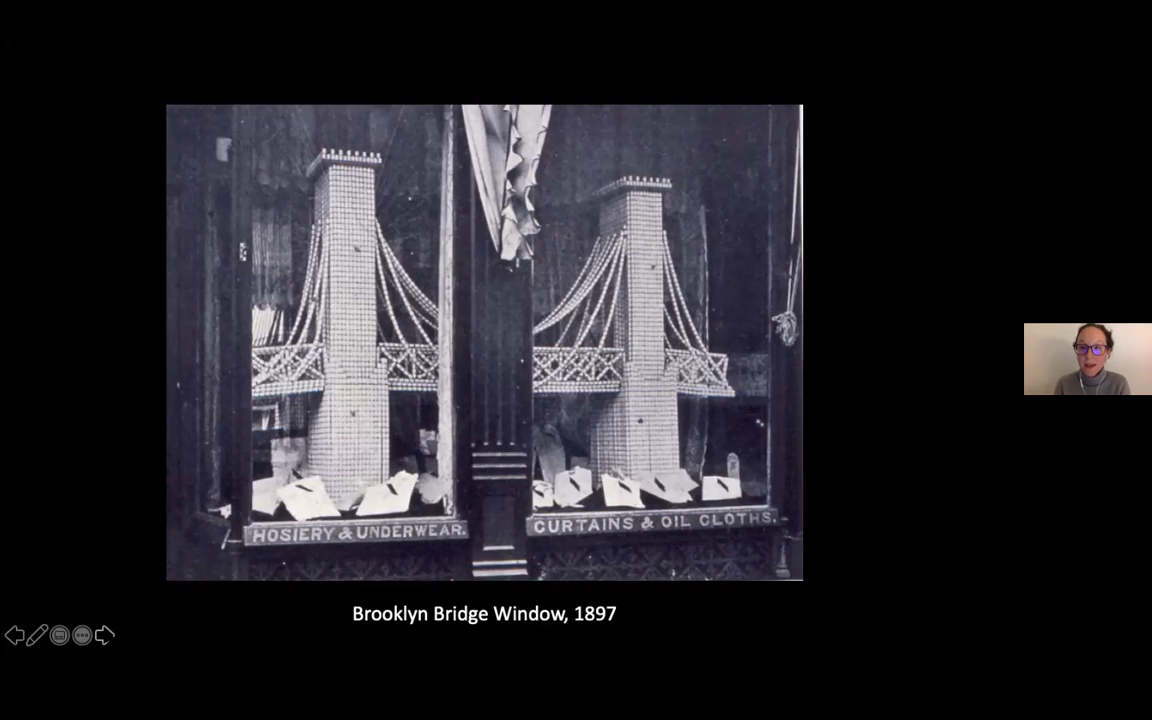 HOSIERY & UNDERWEAR.
CURTAINS & OIL CLOTHS.
Brooklyn Bridge Window, 1897